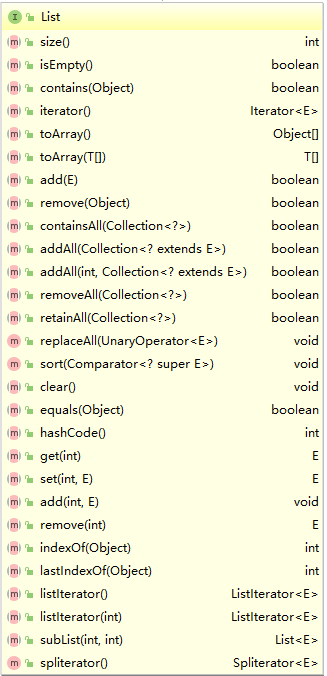 I List
m size() int
m isEmpty() boolean
m contains(Object) boolean
m iterator() Iterator<E>
m toArray() Object[]
m toArray(T[]) T[]
m add(E) boolean
m remove(Object) boolean
m containsAll(Collection<?>) boolean
m addAll(Collection<? extends E>) boolean
m addAll(int, Collection<? extends E>) boolean
m removeAll(Collection<?>) boolean
m retainAll(Collection<?>) boolean
m replaceAll(UnaryOperator<E>) void
m sort(Comparator<? super E>) void
m clear() void
m equals(Object) boolean
m hashCode() int
m get(int) E
m set(int, E) E
m add(int, E) void
m remove(int) E
m indexOf(Object) int
m lastIndexOf(Object) int
m listIterator() ListIterator<E>
m listIterator(int) ListIterator<E>
m subList(int, int) List<E>
m spliterator() Spliterator<E>